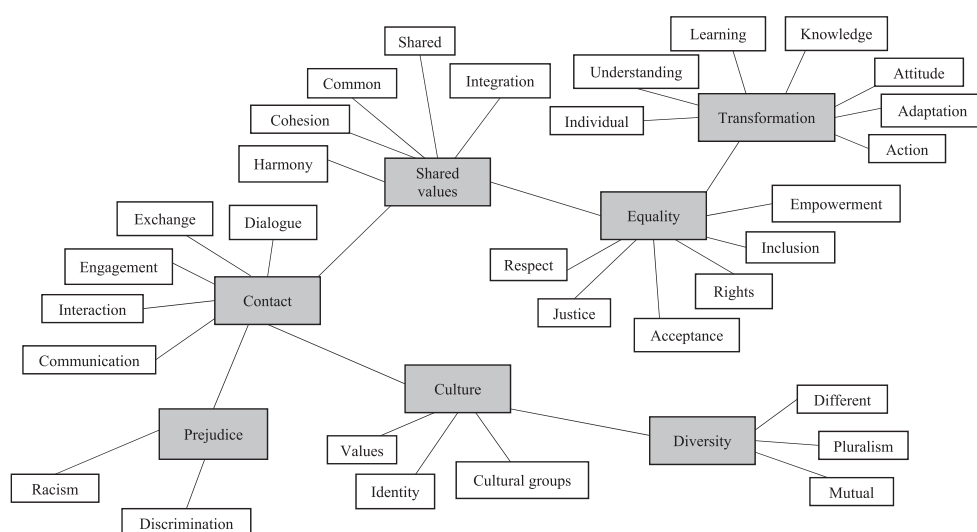 Shared
Learning
Knowledge
Common
Integration
Understanding
Attitude
Cohesion
Individual
Transformation
Adaptation
Harmony
Shared
values
Action
Exchange
Dialogue
Equality
Empowerment
Engagement
Respect
Inclusion
Interaction
Contact
Justice
Rights
Communication
Acceptance
Culture
Different
Prejudice
Values
Diversity
Pluralism
Racism
Identity
Cultural groups
Mutual
Discrimination